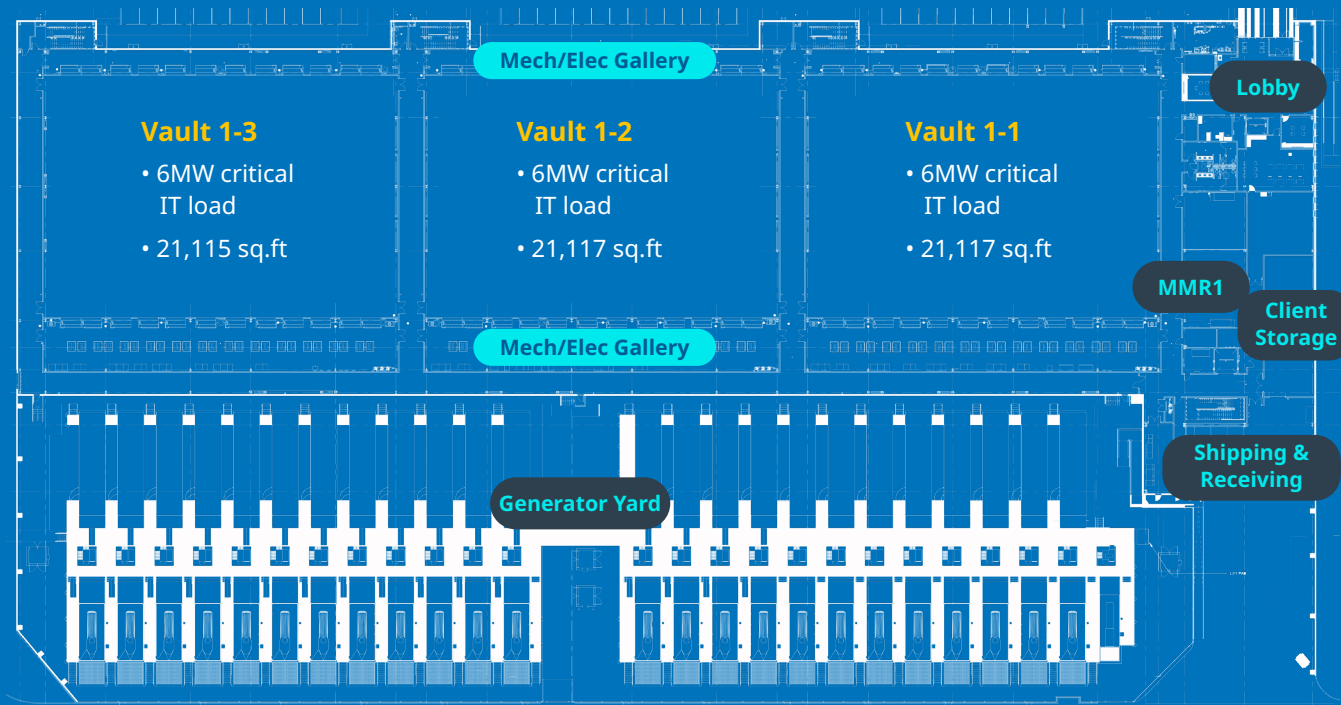 Mech/Elec Gallery
Lobby
Vault 1-3
• 6MW critical
IT load
• 21,115 sq.ft
Vault 1-2
• 6MW critical
IT load
• 21,117 sq.ft
Vault 1-1
• 6MW critical
IT load
• 21,117 sq.ft
MMR1
Client
Storage
Mech/Elec Gallery
Shipping &
Receiving
Generator Yard